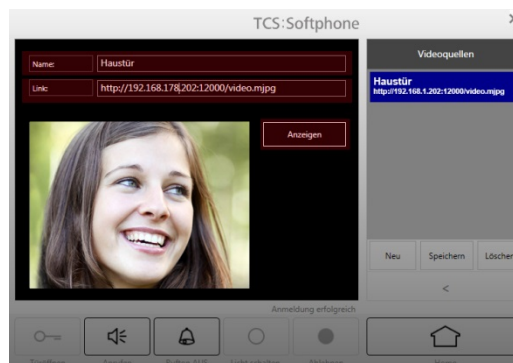 TCS:Softphone
Name:
Haustür
Link:
http://192.168.178.202:12000/video.mjpg
Anzeigen
Videoquellen
Haustür
http://192.168.1.202:12000/video.mjpg
Neu
Speichern
Löschen
<
Anmeldung erfolgreich